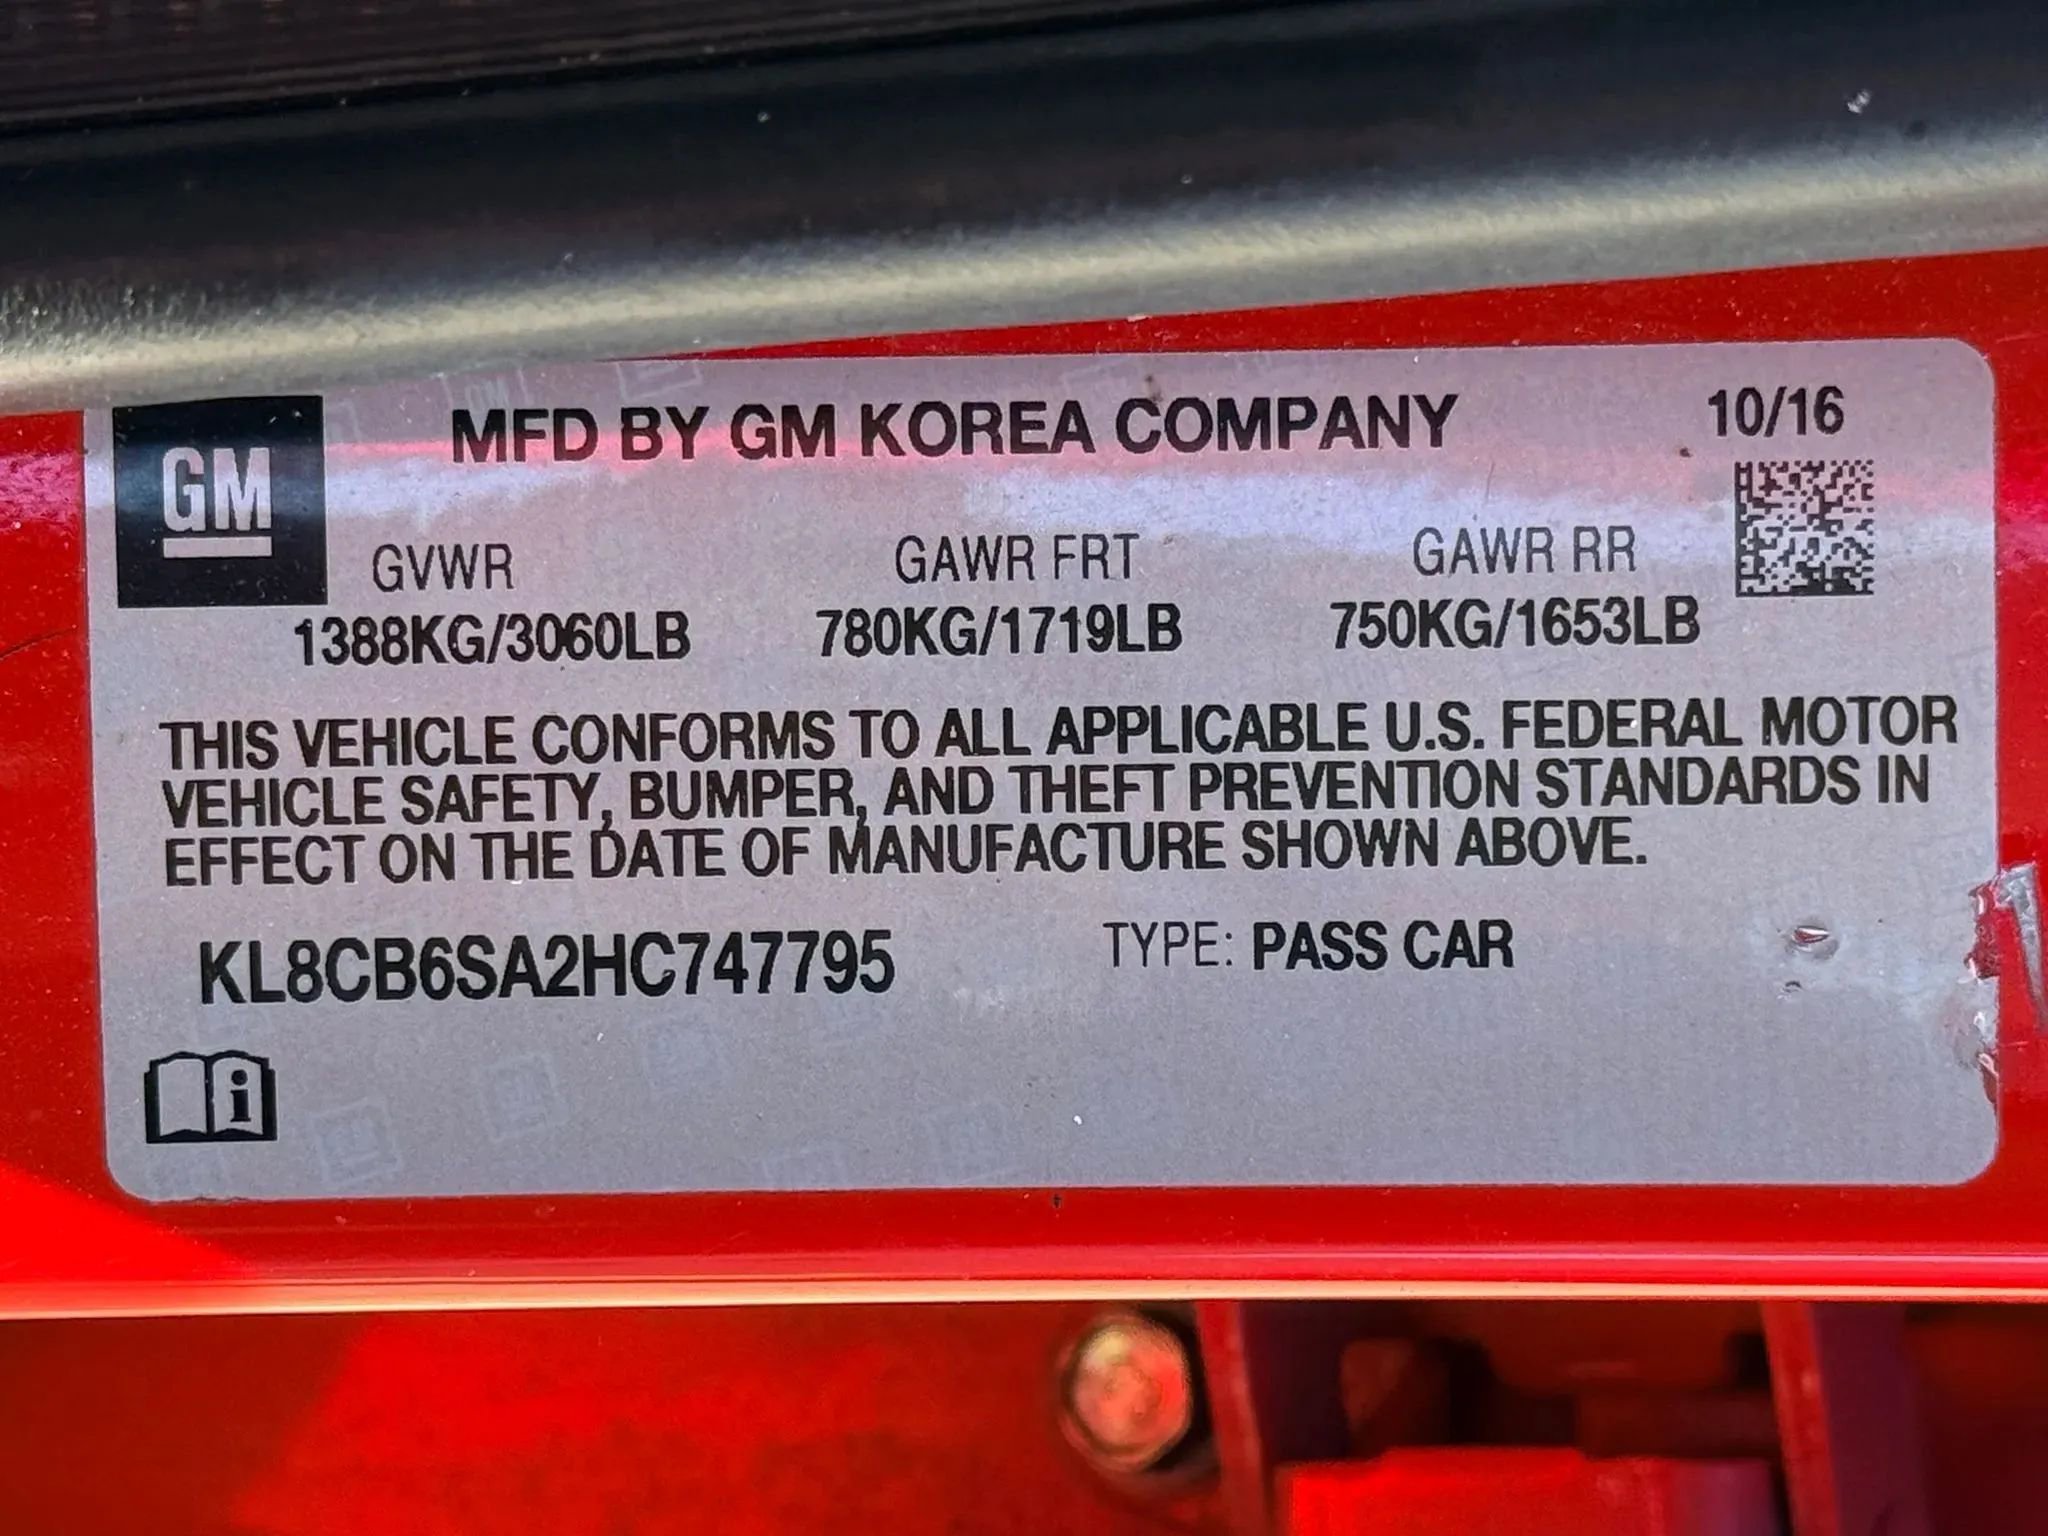 GM
MFD BY GM KOREA COMPANY
10/16
GVWR
GAWR FRT
GAWR RR
1388KG/3060LB
780KG/1719LB
750KG/1653LB
THIS VEHICLE CONFORMS TO ALL APPLICABLE U.S. FEDERAL MOTOR
VEHICLE SAFETY, BUMPER, AND THEFT PREVENTION STANDARDS IN
EFFECT ON THE DATE OF MANUFACTURE SHOWN ABOVE.
KL8CB6SA2HC747795
TYPE: PASS CAR
i